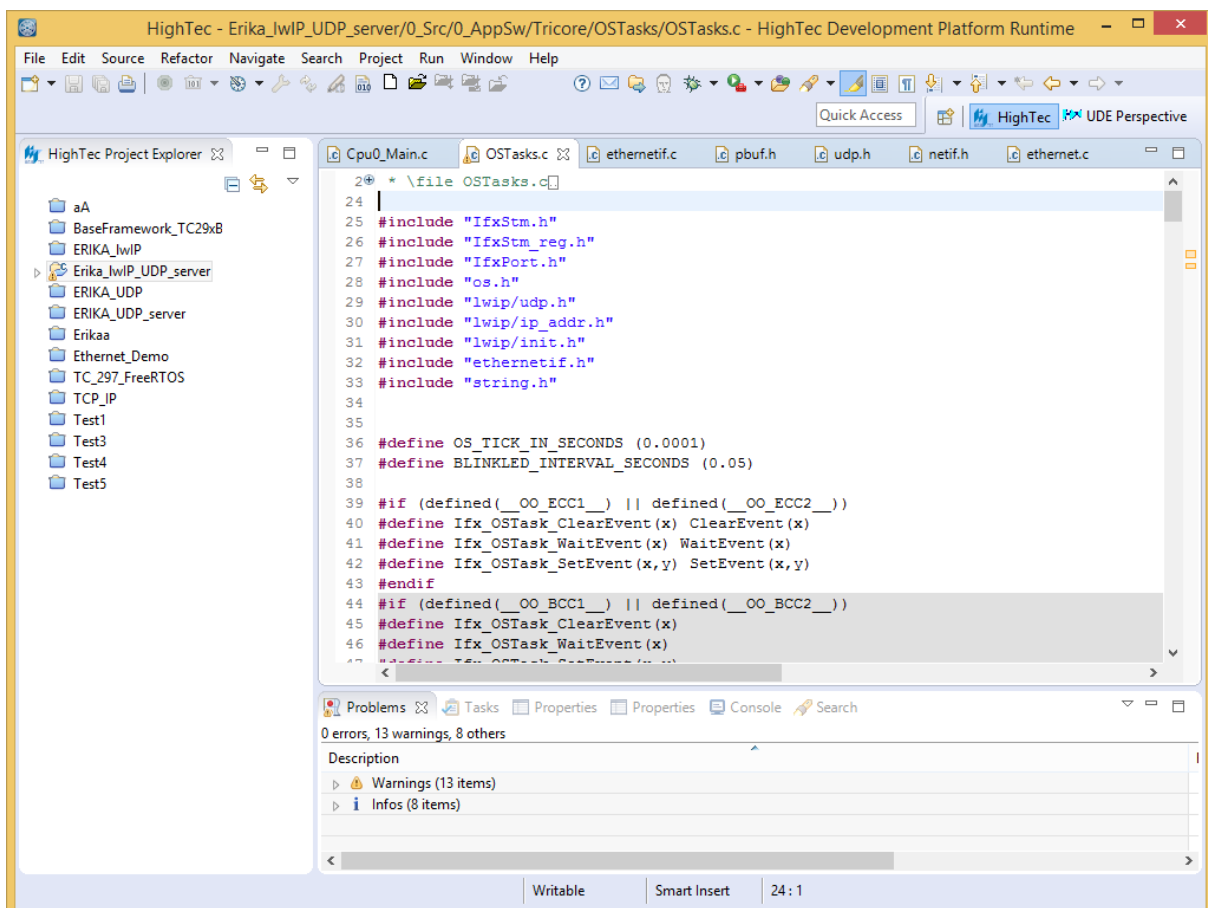 HighTec - Erika_lwIP_UDP_server/0_Src/0_AppSw/Tricore/OSTasks/OSTasks.c - HighTec Development Platform Runtime
File Edit Source Refactor Navigate Search Project Run Window Help
Quick Access HighTec UDE Perspective
HighTec Project Explorer
aA
BaseFramework_TC29xB
ERIKA_lwIP
Erika_lwIP_UDP_server
ERIKA_UDP
ERIKA_UDP_server
Erikaa
Ethernet_Demo
TC_297_FreeRTOS
TCP_IP
Test1
Test3
Test4
Test5
Cpu0_Main.c OSTasks.c ethernetif.c pbuf.h udp.h netif.h ethernet.c
2 * \file OSTasks.c
24
25 #include "IfxStm.h"
26 #include "IfxStm_reg.h"
27 #include "IfxPort.h"
28 #include "os.h"
29 #include "lwip/udp.h"
30 #include "lwip/ip_addr.h"
31 #include "lwip/init.h"
32 #include "ethernetif.h"
33 #include "string.h"
34
35
36 #define OS_TICK_IN_SECONDS (0.0001)
37 #define BLINKLED_INTERVAL_SECONDS (0.05)
38
39 #if (defined(__OO_ECC1__) || defined(__OO_ECC2__))
40 #define Ifx_OSTask_ClearEvent(x) ClearEvent(x)
41 #define Ifx_OSTask_WaitEvent(x) WaitEvent(x)
42 #define Ifx_OSTask_SetEvent(x,y) SetEvent(x,y)
43 #endif
44 #if (defined(__OO_BCC1__) || defined(__OO_BCC2__))
45 #define Ifx_OSTask_ClearEvent(x)
46 #define Ifx_OSTask_WaitEvent(x)
Problems Tasks Properties Properties Console Search
0 errors, 13 warnings, 8 others
Description
Warnings (13 items)
Infos (8 items)
Writable Smart Insert 24 : 1